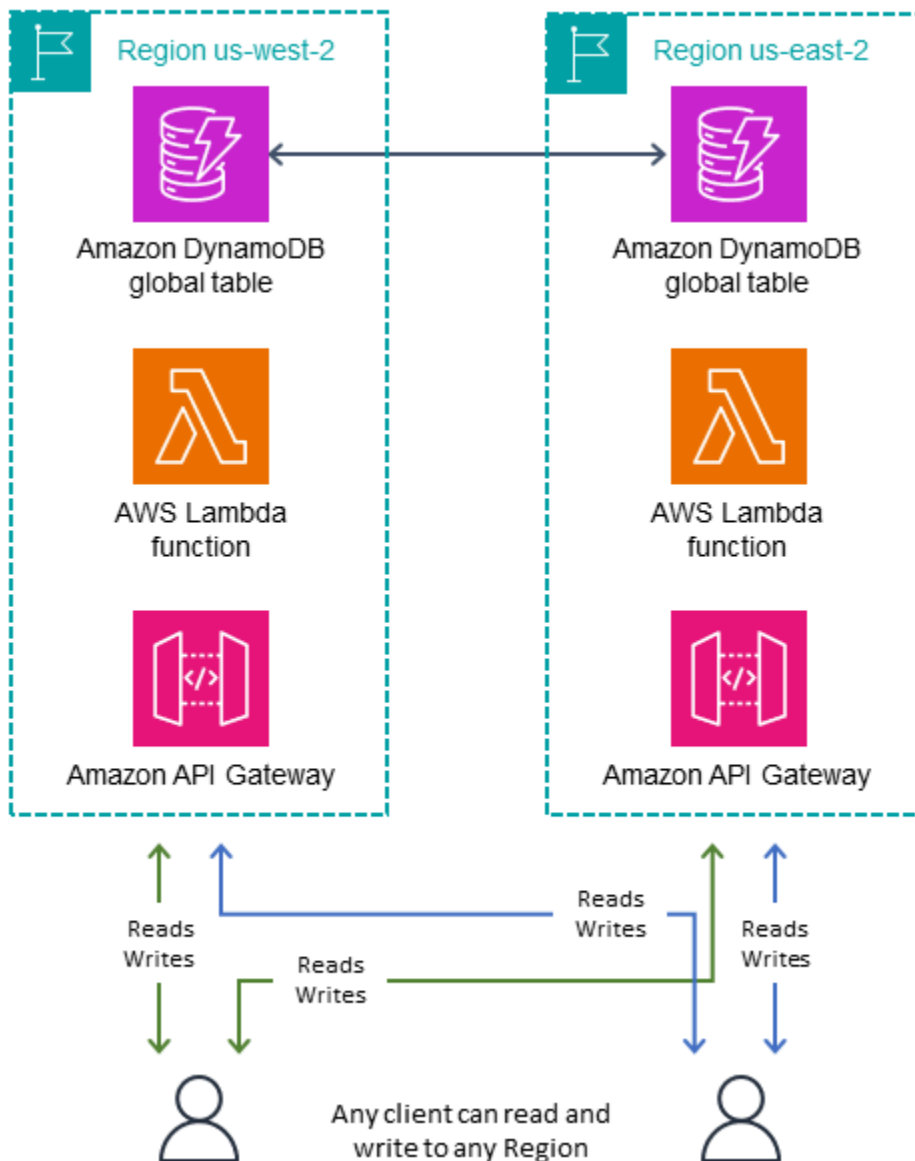 Region us-west-2
Amazon DynamoDB
global table
AWS Lambda
function
</>
Amazon API Gateway
Region us-east-2
Amazon DynamoDB
global table
AWS Lambda
function
</>
Amazon API Gateway
Reads
Writes
Reads
Writes
Reads
Writes
Reads
Writes
Any client can read and
write to any Region